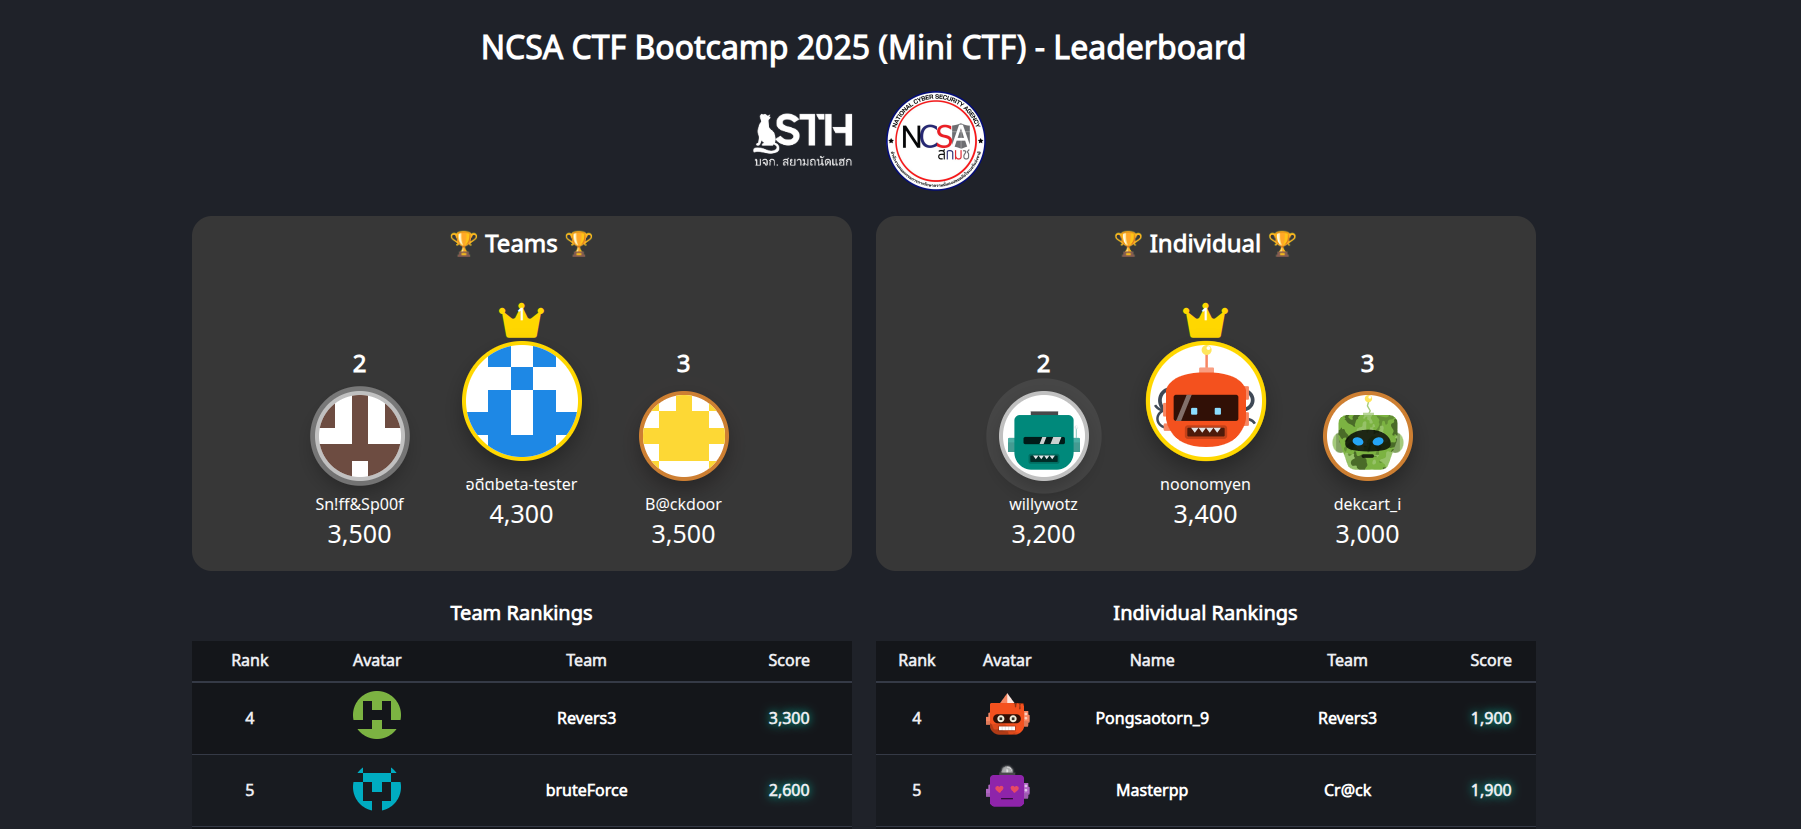 NCSA CTF Bootcamp 2025 (Mini CTF) - Leaderboard
STH
บจก. สยามถนัดแฮก
NATIONAL CYBER SECURITY AGENCY
NCSA
สกมช
🏆 Teams 🏆
1
2
3
อดีตbeta-tester
4,300
Sn!ff&Sp00f
3,500
B@ckdoor
3,500
🏆 Individual 🏆
1
2
3
noonomyen
3,400
willywotz
3,200
dekcart_i
3,000
Team Rankings
Rank Avatar Team Score
4 Revers3 3,300
5 bruteForce 2,600
Individual Rankings
Rank Avatar Name Team Score
4 Pongsaotorn_9 Revers3 1,900
5 Masterpp Cr@ck 1,900